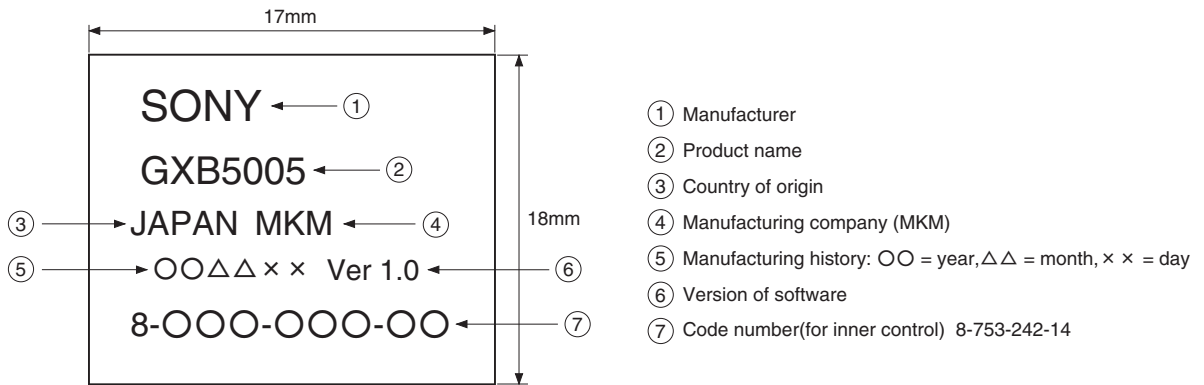 17mm
SONY ①
GXB5005 ②
③ JAPAN MKM ④
18mm
⑤ ○○△△×× Ver 1.0 ⑥
8-○○○-○○○-○○ ⑦
① Manufacturer
② Product name
③ Country of origin
④ Manufacturing company (MKM)
⑤ Manufacturing history: ○○ = year,△△ = month,×× = day
⑥ Version of software
⑦ Code number(for inner control) 8-753-242-14